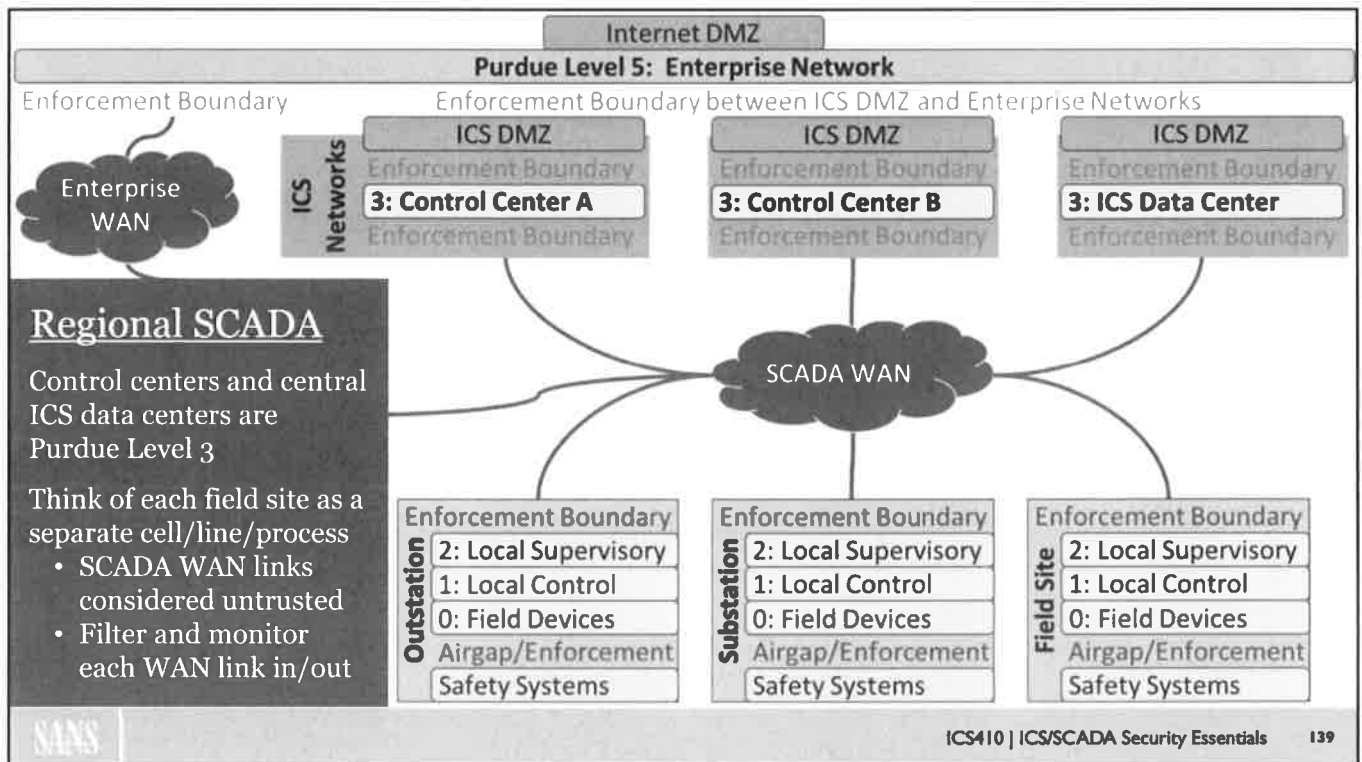 Internet DMZ
Purdue Level 5: Enterprise Network
Enforcement Boundary
Enforcement Boundary between ICS DMZ and Enterprise Networks
Enterprise
WAN
ICS
Networks
ICS DMZ
Enforcement Boundary
3: Control Center A
Enforcement Boundary
ICS DMZ
Enforcement Boundary
3: Control Center B
Enforcement Boundary
ICS DMZ
Enforcement Boundary
3: ICS Data Center
Enforcement Boundary
Regional SCADA
Control centers and central
ICS data centers are
Purdue Level 3
Think of each field site as a
separate cell/line/process
• SCADA WAN links
considered untrusted
• Filter and monitor
each WAN link in/out
SCADA WAN
Outstation
Enforcement Boundary
2: Local Supervisory
1: Local Control
0: Field Devices
Airgap/Enforcement
Safety Systems
Substation
Enforcement Boundary
2: Local Supervisory
1: Local Control
0: Field Devices
Airgap/Enforcement
Safety Systems
Field Site
Enforcement Boundary
2: Local Supervisory
1: Local Control
0: Field Devices
Airgap/Enforcement
Safety Systems
SANS
ICS410 | ICS/SCADA Security Essentials 139